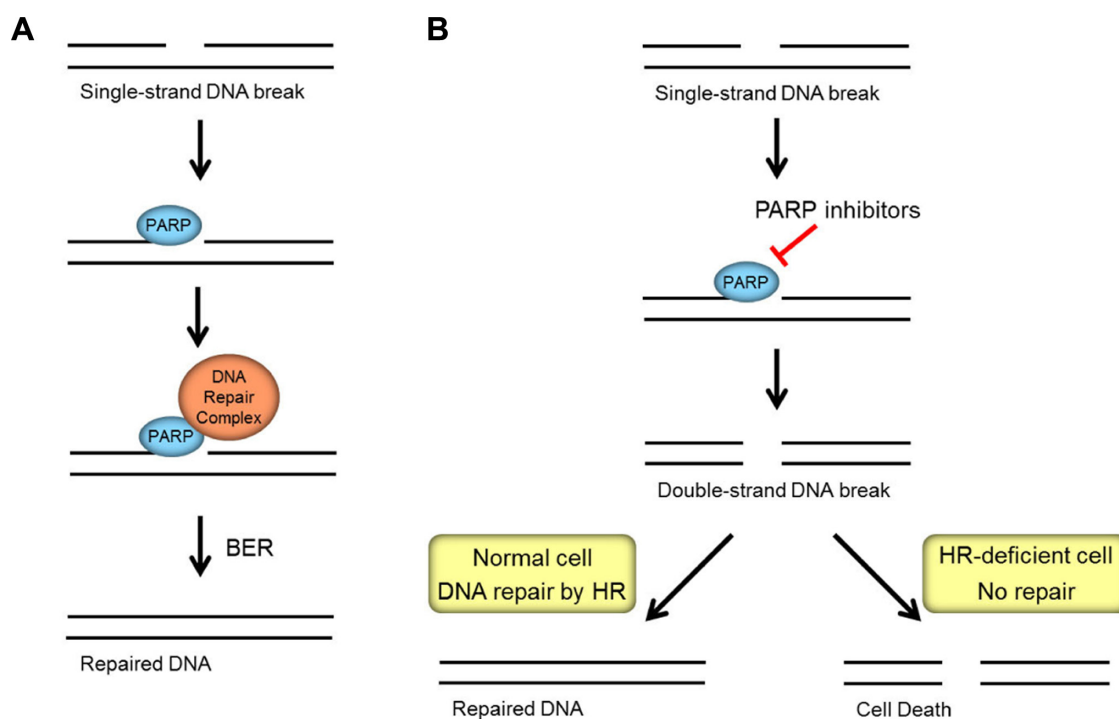 A
Single-strand DNA break
PARP
DNA
Repair
Complex
PARP
BER
Repaired DNA
B
Single-strand DNA break
PARP inhibitors
PARP
Double-strand DNA break
Normal cell
DNA repair by HR
HR-deficient cell
No repair
Repaired DNA
Cell Death